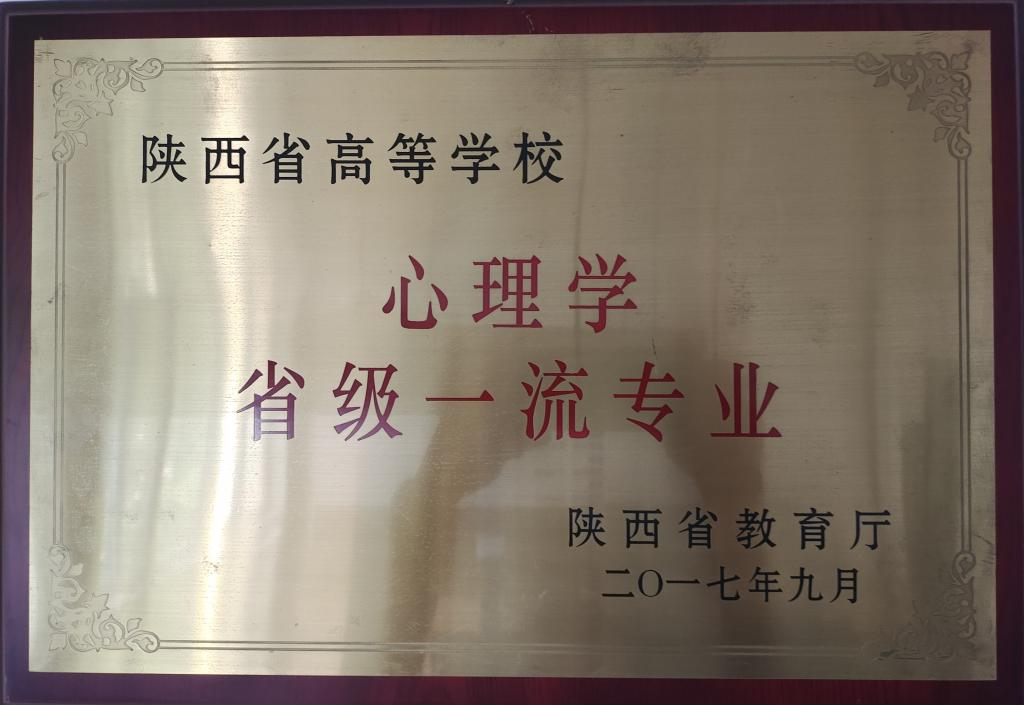 陕西省高等学校
心理学
省级一流专业
陕西省教育厅
二〇一七年九月